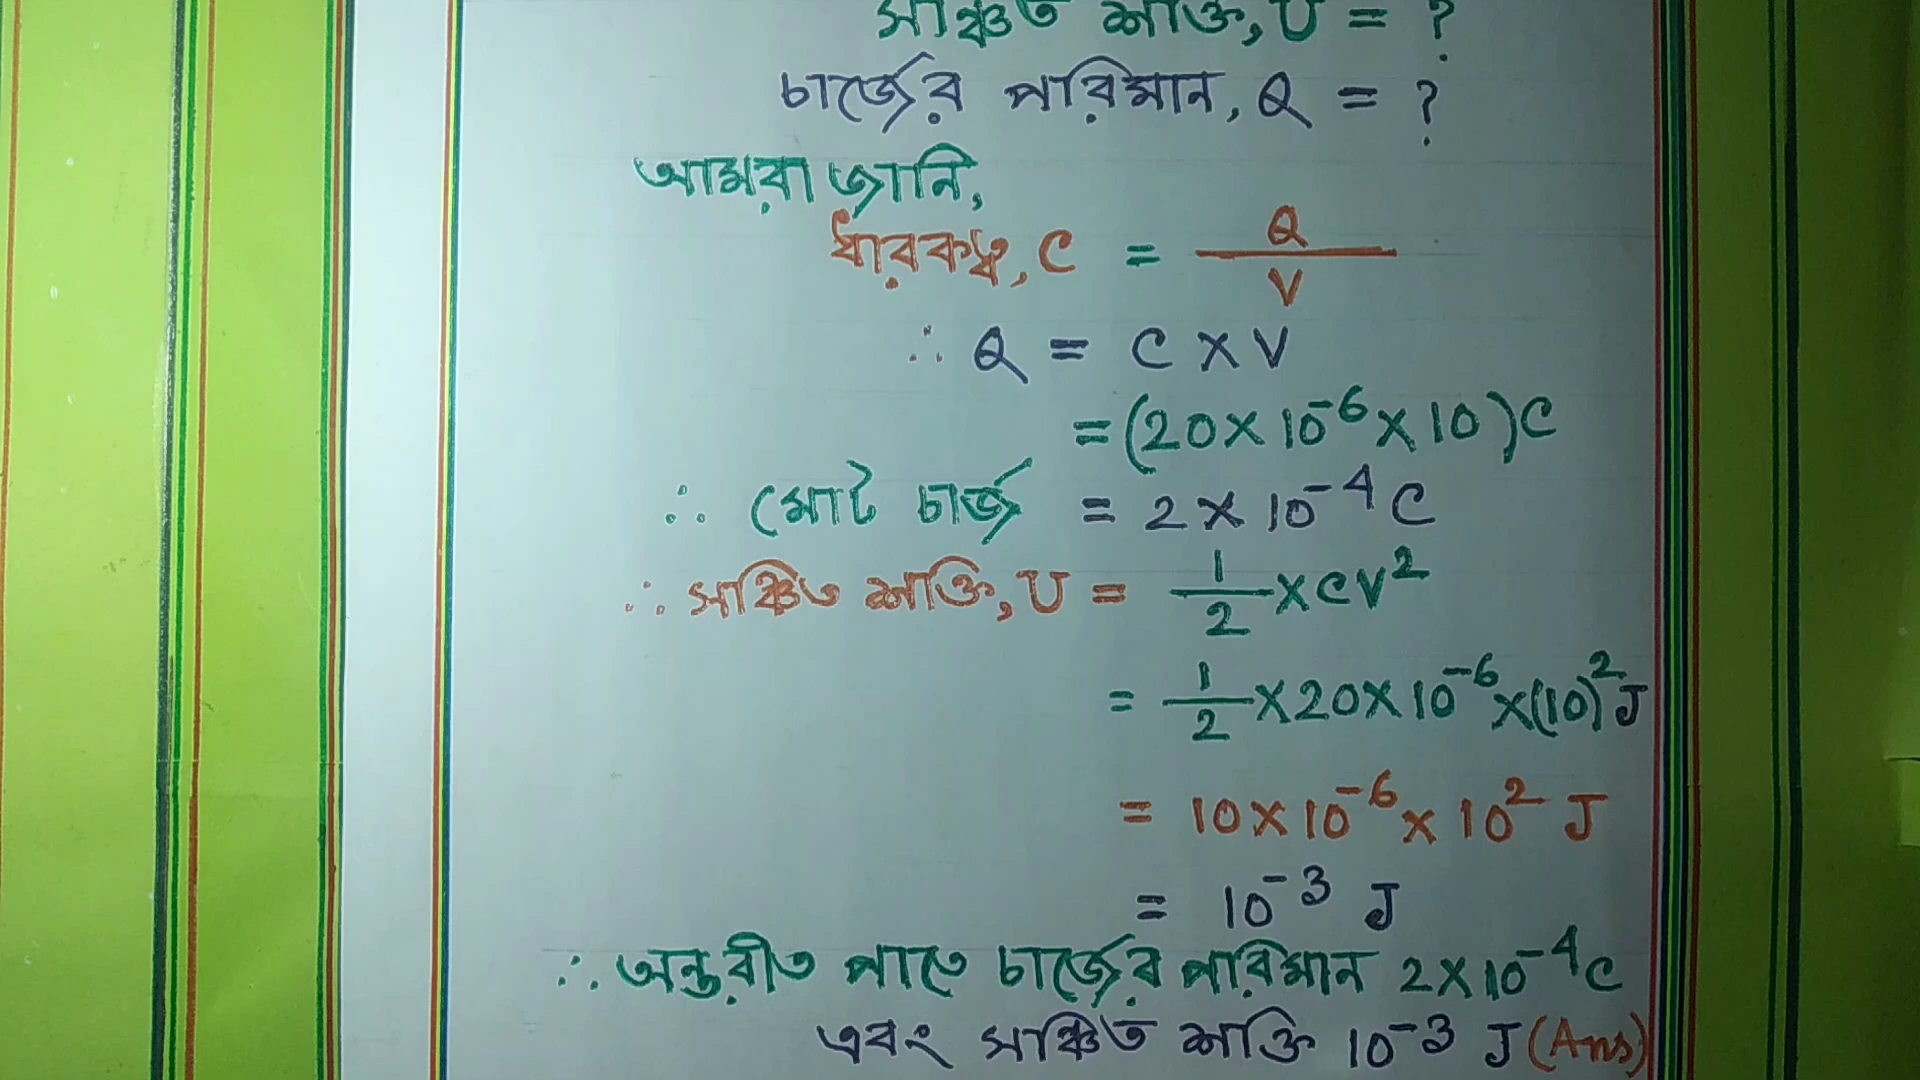 সঞ্চিত শক্তি, U = ?
চার্জের পরিমান, Q = ?
আমরা জানি,
ধারকত্ব, C = Q / V
∴ Q = C × V
= (20 × 10⁻⁶ × 10) C
∴ মোট চার্জ = 2 × 10⁻⁴ C
∴ সঞ্চিত শক্তি, U = 1/2 × CV²
= 1/2 × 20 × 10⁻⁶ × (10)² J
= 10 × 10⁻⁶ × 10² J
= 10⁻³ J
∴ অন্তরীত পাতে চার্জের পরিমান 2 × 10⁻⁴ C
এবং সঞ্চিত শক্তি 10⁻³ J (Ans)